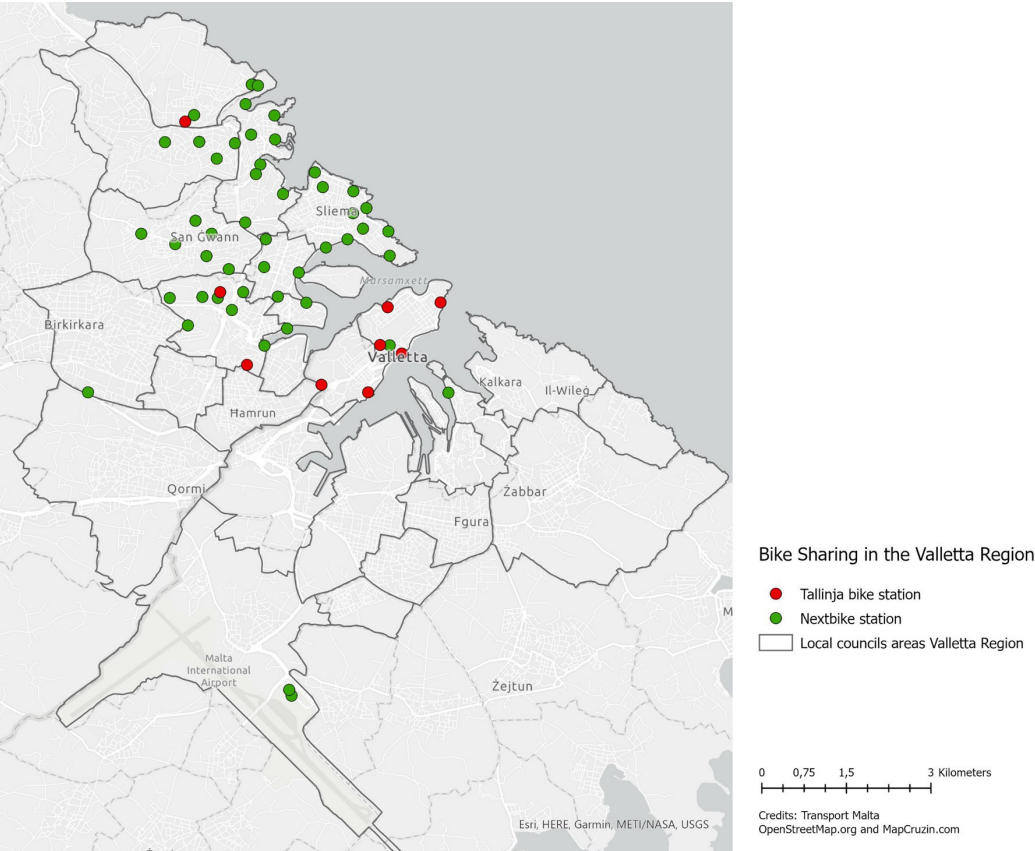 Sliema
San Ġwann
Marsamxett
Birkirkara
Valletta
Kalkara
Il-Wileġ
Hamrun
Qormi
Żabbar
Fgura
M
Malta
International
Airport
Żejtun
Esri, HERE, Garmin, METI/NASA, USGS
Bike Sharing in the Valletta Region
Tallinja bike station
Nextbike station
Local councils areas Valletta Region
0 0,75 1,5 3 Kilometers
Credits: Transport Malta
OpenStreetMap.org and MapCruzin.com